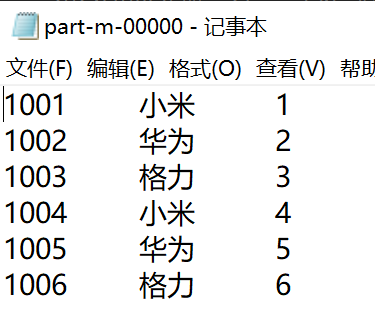 part-m-00000 - 记事本
文件(F) 编辑(E) 格式(O) 查看(V) 帮助
1001 小米 1
1002 华为 2
1003 格力 3
1004 小米 4
1005 华为 5
1006 格力 6